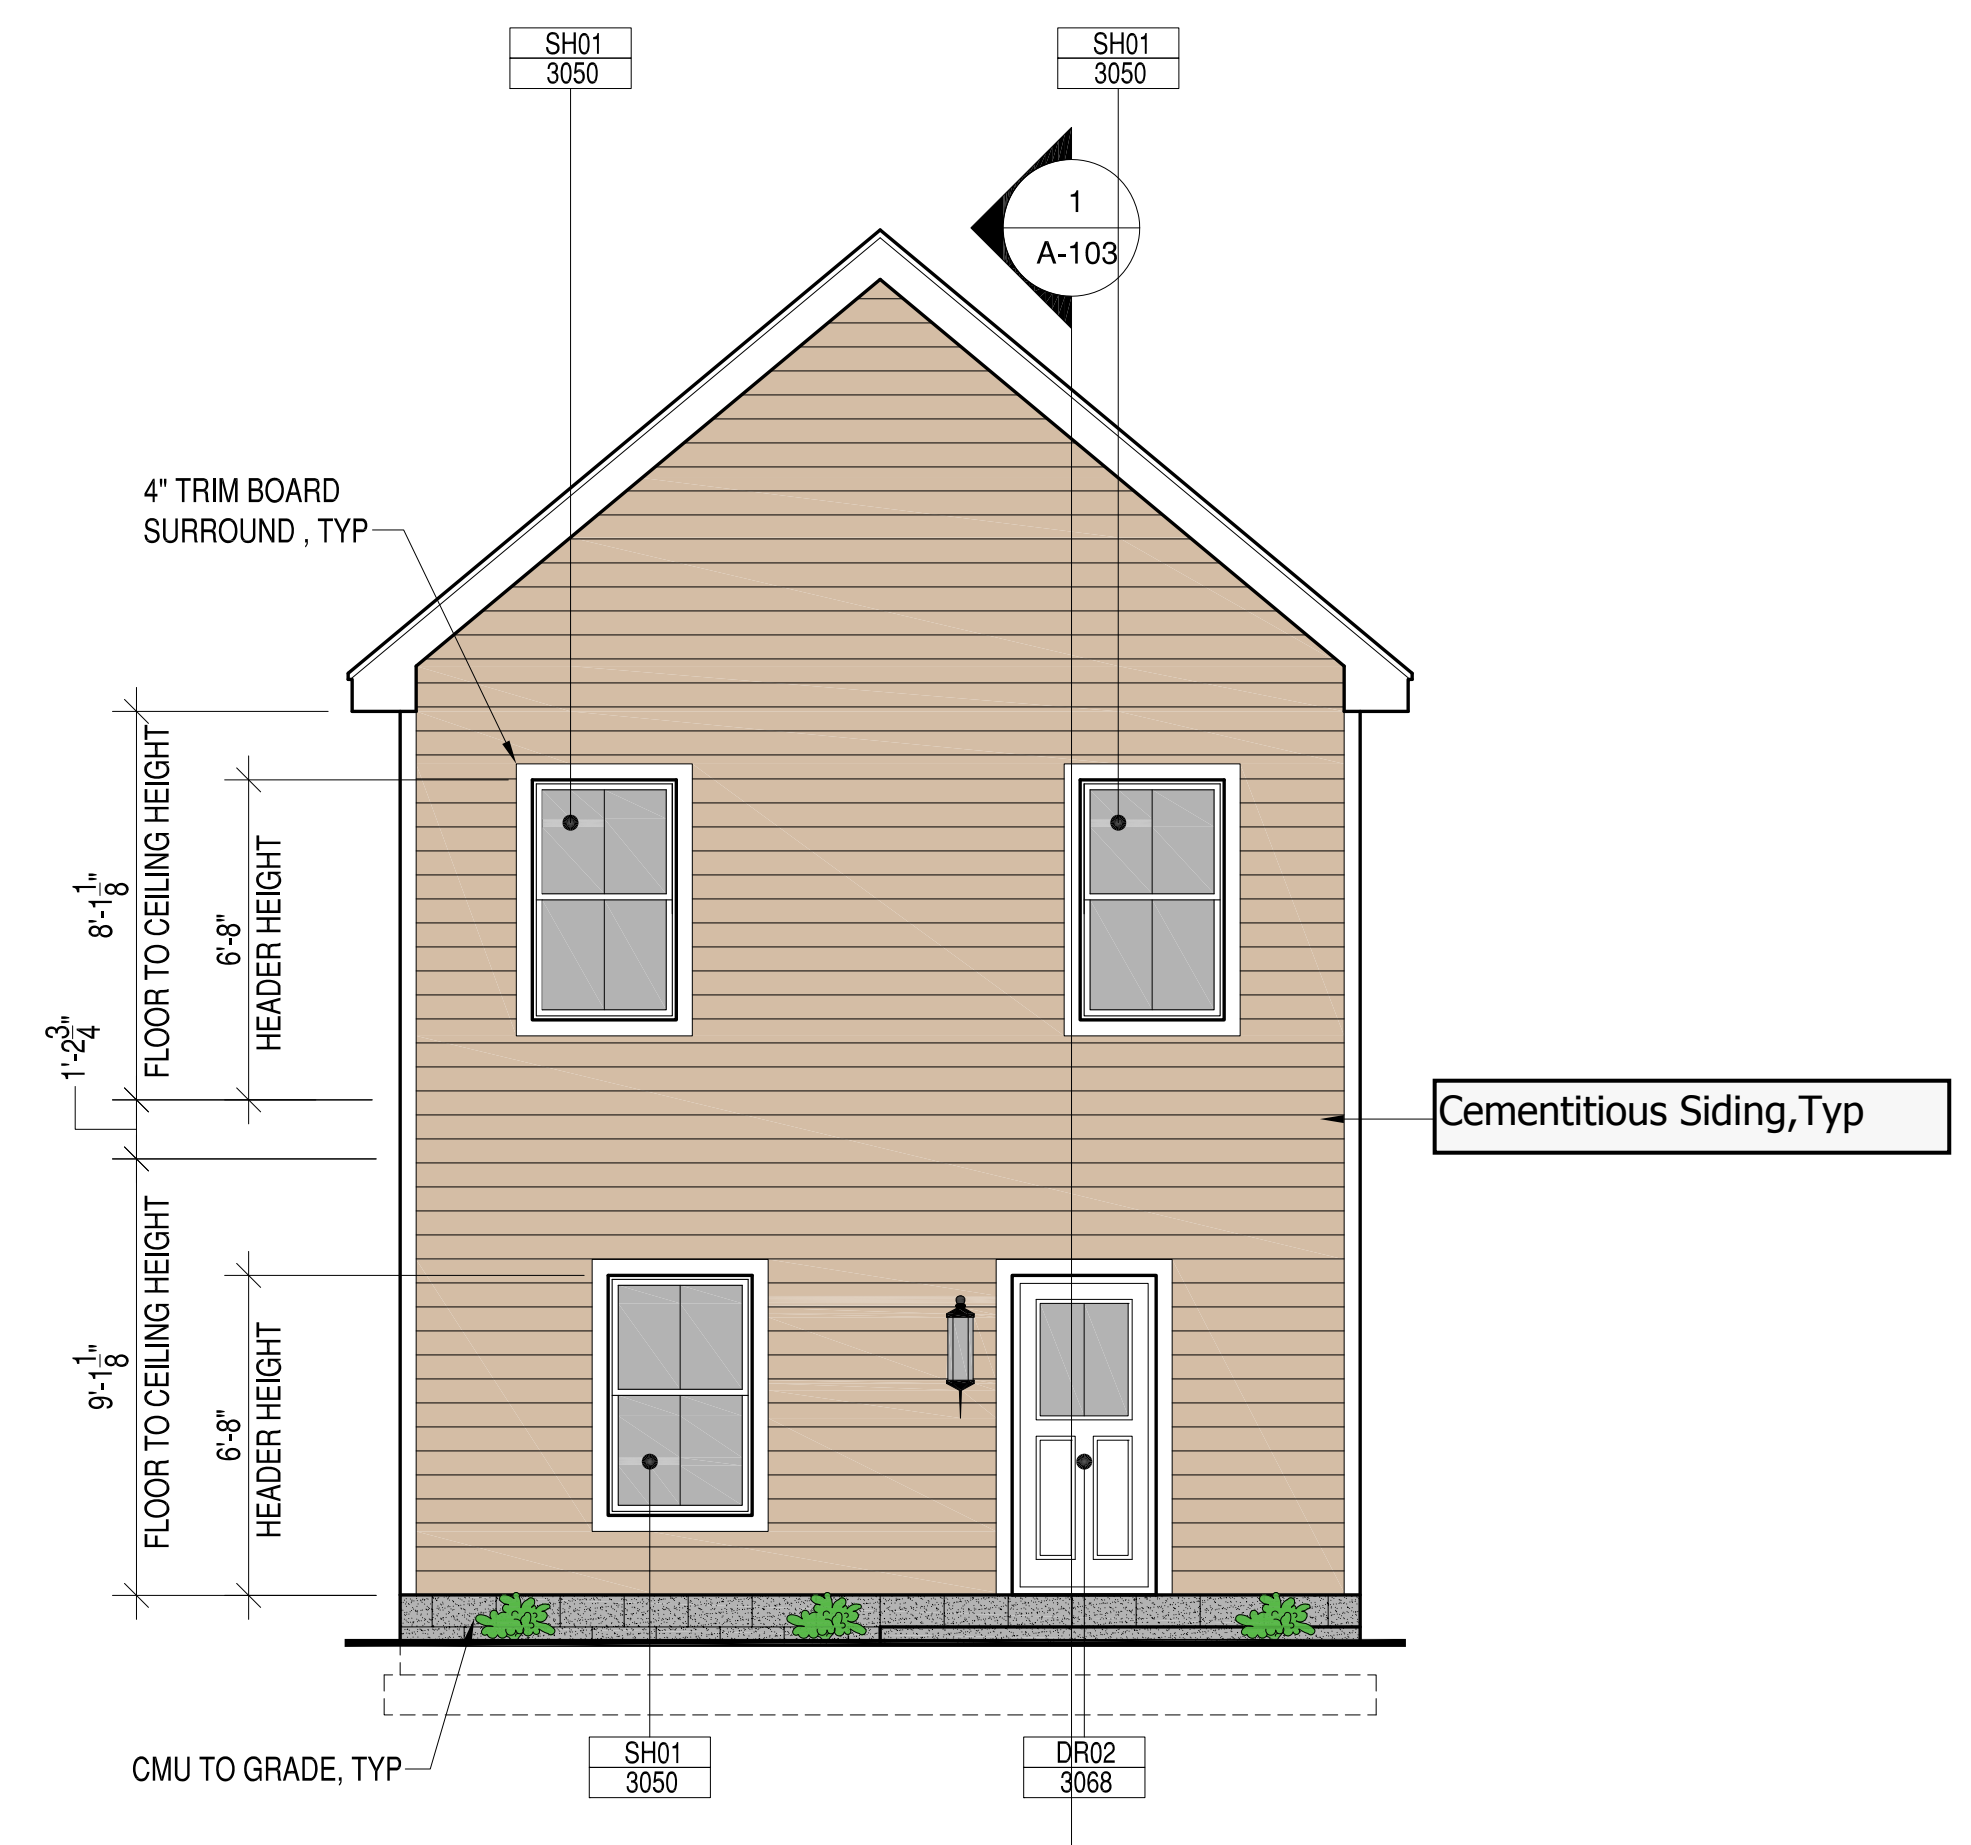 SH01
3050
SH01
3050
1
A-103
4" TRIM BOARD
SURROUND , TYP
8'-1 1/8"
FLOOR TO CEILING HEIGHT
6'-8"
HEADER HEIGHT
1'-2 3/4"
Cementitious Siding,Typ
9'-1 1/8"
FLOOR TO CEILING HEIGHT
6'-8"
HEADER HEIGHT
CMU TO GRADE, TYP
SH01
3050
DR02
3068